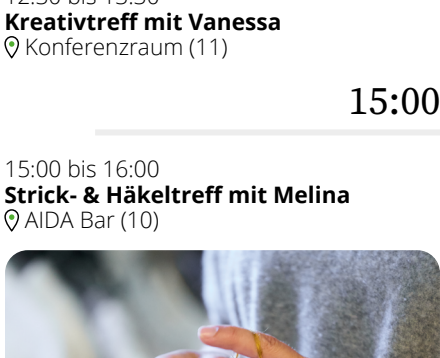 12:30 bis 13:30
Kreativtreff mit Vanessa
Konferenzraum (11)
15:00
15:00 bis 16:00
Strick- & Häkeltreff mit Melina
AIDA Bar (10)